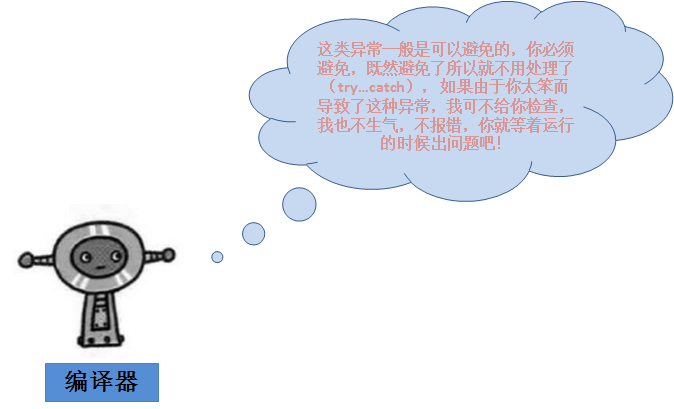 这类异常一般是可以避免的，你必须
避免，既然避免了所以就不用处理了
（try...catch），如果由于你太笨而
导致了这种异常，我可不给你检查，
我也不生气，不报错，你就等着运行
的时候出问题吧！
编译器